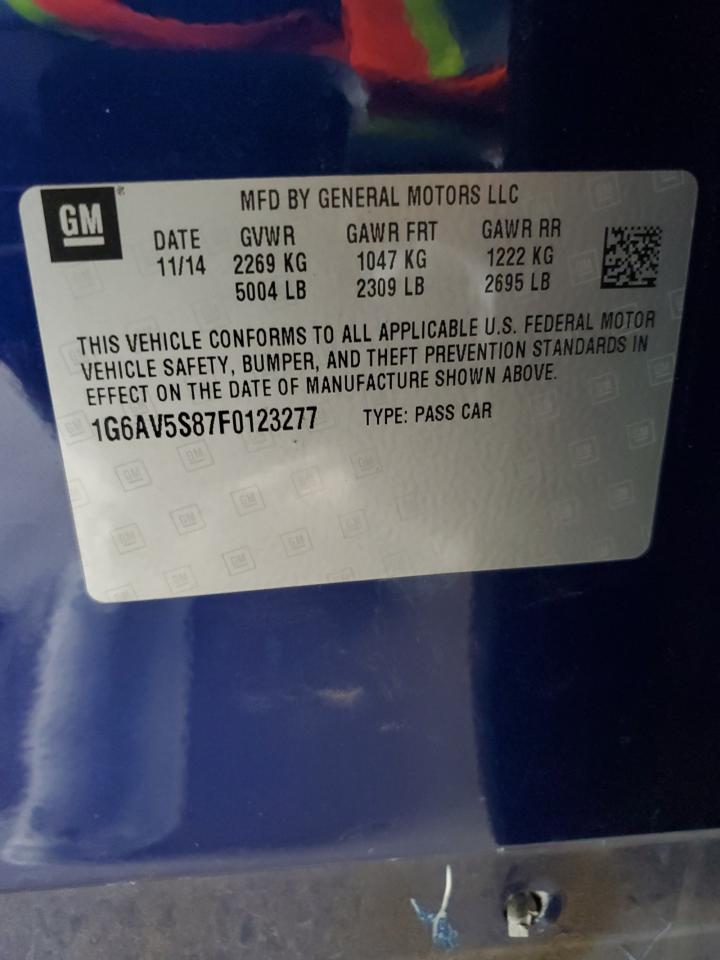 GM ®
MFD BY GENERAL MOTORS LLC
DATE GVWR GAWR FRT GAWR RR
11/14 2269 KG 1047 KG 1222 KG
5004 LB 2309 LB 2695 LB
THIS VEHICLE CONFORMS TO ALL APPLICABLE U.S. FEDERAL MOTOR
VEHICLE SAFETY, BUMPER, AND THEFT PREVENTION STANDARDS IN
EFFECT ON THE DATE OF MANUFACTURE SHOWN ABOVE.
1G6AV5S87F0123277 TYPE: PASS CAR